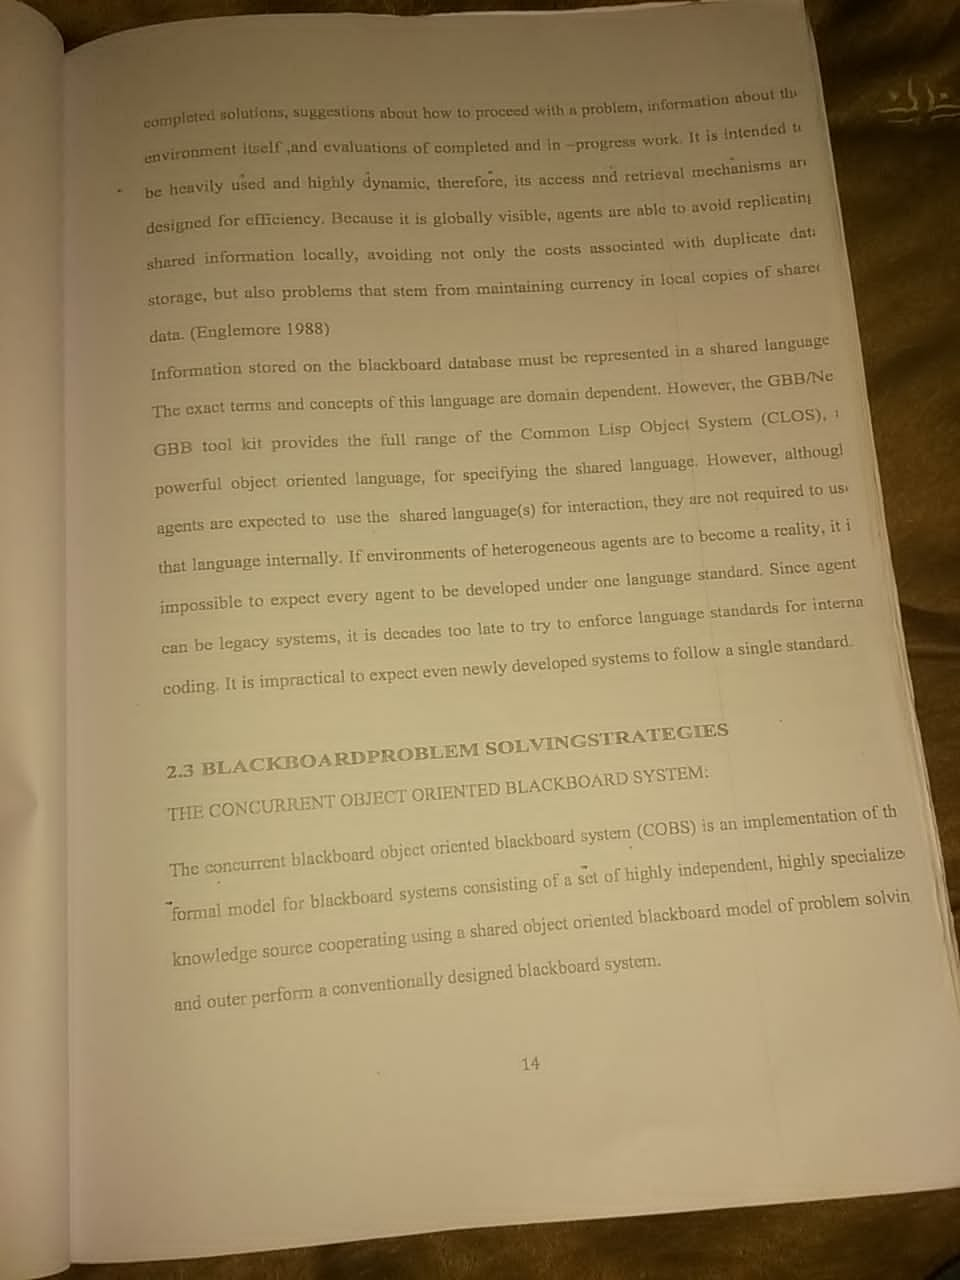 completed solutions, suggestions about how to proceed with a problem, information about th
environment itself ,and evaluations of completed and in –progress work. It is intended t
be heavily used and highly dynamic, therefore, its access and retrieval mechanisms ar
designed for efficiency. Because it is globally visible, agents are able to avoid replicating
shared information locally, avoiding not only the costs associated with duplicate dat
storage, but also problems that stem from maintaining currency in local copies of share
data. (Englemore 1988)
Information stored on the blackboard database must be represented in a shared language
The exact terms and concepts of this language are domain dependent. However, the GBB/Ne
GBB tool kit provides the full range of the Common Lisp Object System (CLOS),
powerful object oriented language, for specifying the shared language. However, althoug
agents are expected to use the shared language(s) for interaction, they are not required to us
that language internally. If environments of heterogeneous agents are to become a reality, it i
impossible to expect every agent to be developed under one language standard. Since agent
can be legacy systems, it is decades too late to try to enforce language standards for interna
coding. It is impractical to expect even newly developed systems to follow a single standard.
2.3 BLACKBOARDPROBLEM SOLVINGSTRATEGIES
THE CONCURRENT OBJECT ORIENTED BLACKBOARD SYSTEM:
The concurrent blackboard object oriented blackboard system (COBS) is an implementation of th
formal model for blackboard systems consisting of a set of highly independent, highly specialize
knowledge source cooperating using a shared object oriented blackboard model of problem solvin
and outer perform a conventionally designed blackboard system.
14